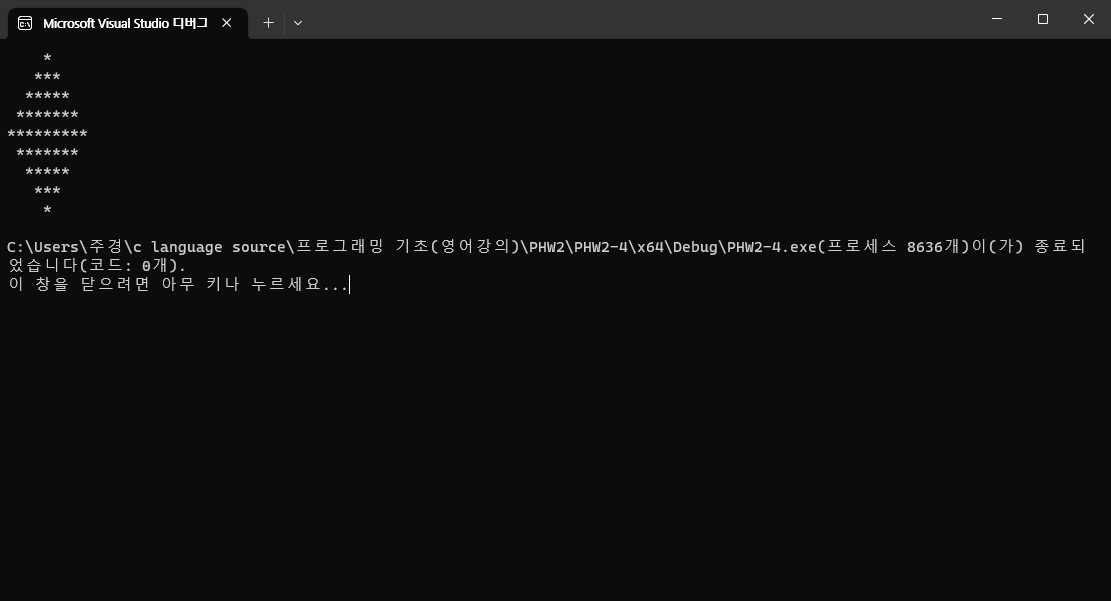 Microsoft Visual Studio 디버그
    *
   ***
  *****
 *******
*********
 *******
  *****
   ***
    *
C:\Users\주경\c language source\프로그래밍 기초(영어강의)\PHW2\PHW2-4\x64\Debug\PHW2-4.exe(프로세스 8636개)이(가) 종료되
었습니다(코드: 0개).
이 창을 닫으려면 아무 키나 누르세요...